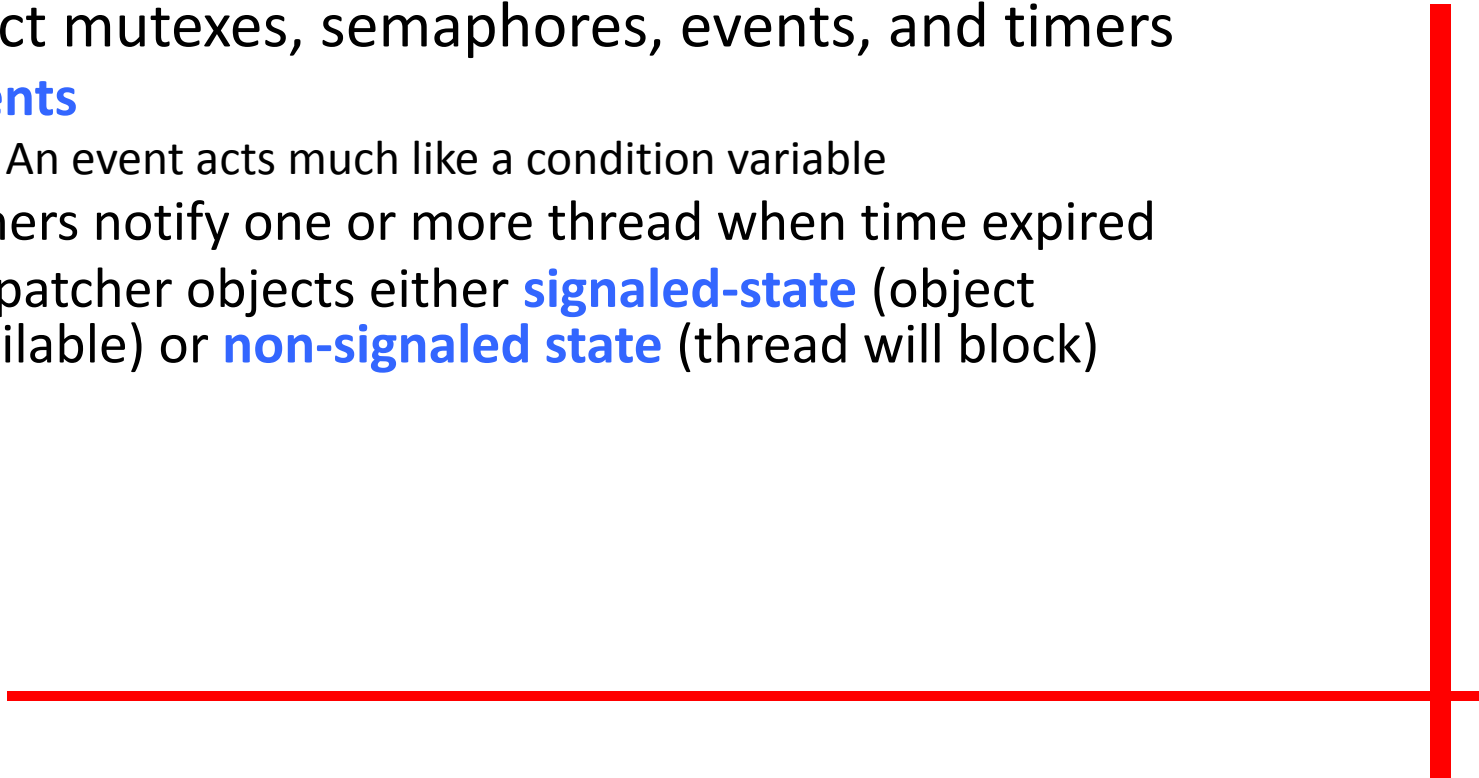 ct mutexes, semaphores, events, and timers
ents
An event acts much like a condition variable
ners notify one or more thread when time expired
patcher objects either signaled-state (object
ilable) or non-signaled state (thread will block)